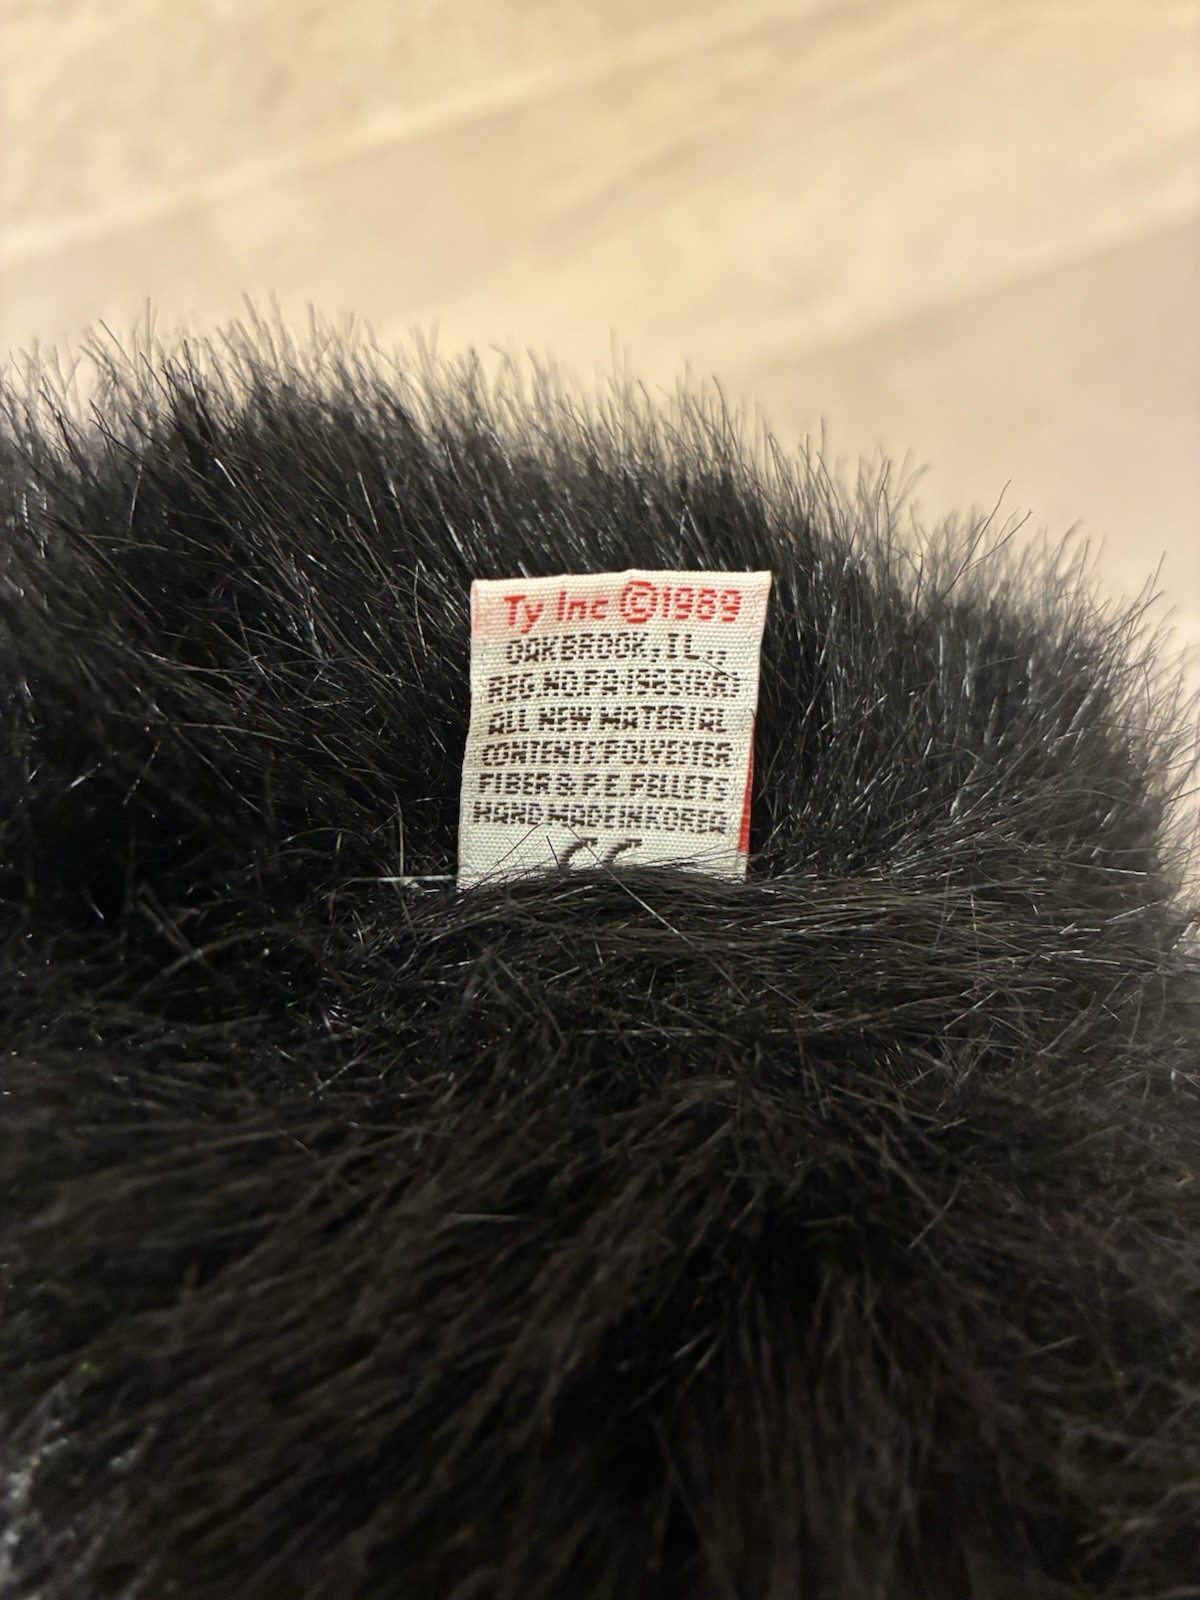 Ty Inc ©1989
OAKBROOK, IL.,
REG.NO.PA1965(KR)
ALL NEW MATERIAL
CONTENTS:POLYESTER
FIBER & P.E. PELLETS
HAND MADE IN KOREA